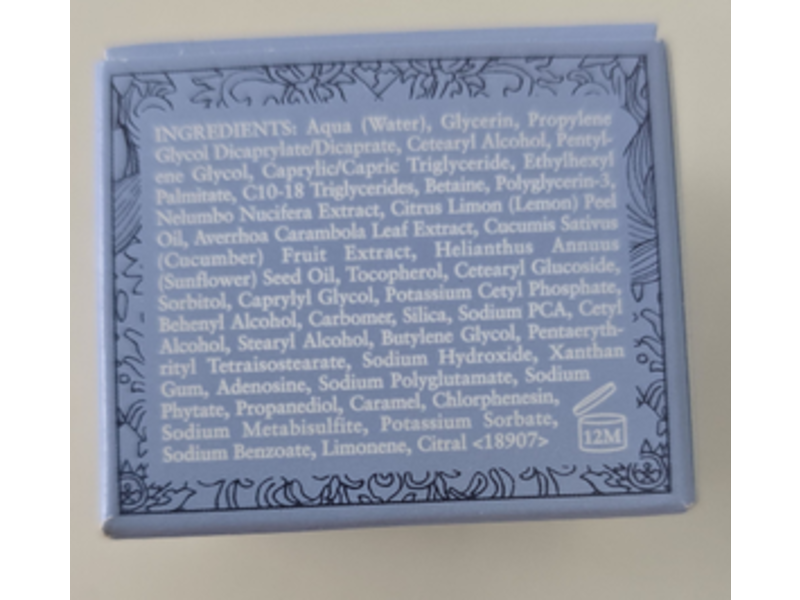 INGREDIENTS: Aqua (Water), Glycerin, Propylene
Glycol Dicaprylate/Dicaprate, Cetearyl Alcohol, Pentyl-
ene Glycol, Caprylic/Capric Triglyceride, Ethylhexyl
Palmitate, C10-18 Triglycerides, Betaine, Polyglycerin-3,
Nelumbo Nucifera Extract, Citrus Limon (Lemon) Peel
Oil, Averrhoa Carambola Leaf Extract, Cucumis Sativus
(Cucumber) Fruit Extract, Helianthus Annuus
(Sunflower) Seed Oil, Tocopherol, Cetearyl Glucoside,
Sorbitol, Caprylyl Glycol, Potassium Cetyl Phosphate,
Behenyl Alcohol, Carbomer, Silica, Sodium PCA, Cetyl
Alcohol, Stearyl Alcohol, Butylene Glycol, Pentaeryth-
rityl Tetraisostearate, Sodium Hydroxide, Xanthan
Gum, Adenosine, Sodium Polyglutamate, Sodium
Phytate, Propanediol, Caramel, Chlorphenesin,
Sodium Metabisulfite, Potassium Sorbate,
Sodium Benzoate, Limonene, Citral <18907>
12M